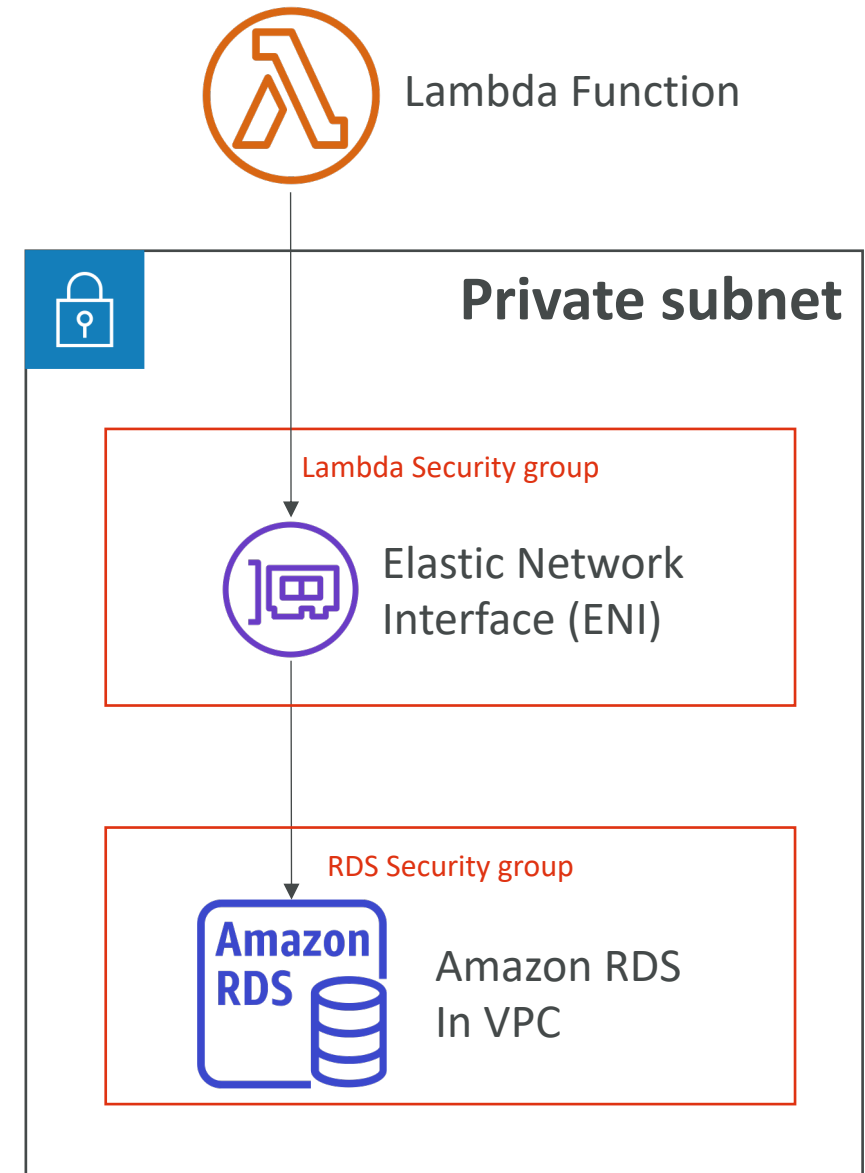 Lambda Function
Private subnet
Lambda Security group
Elastic Network
Interface (ENI)
RDS Security group
Amazon
RDS
Amazon RDS
In VPC